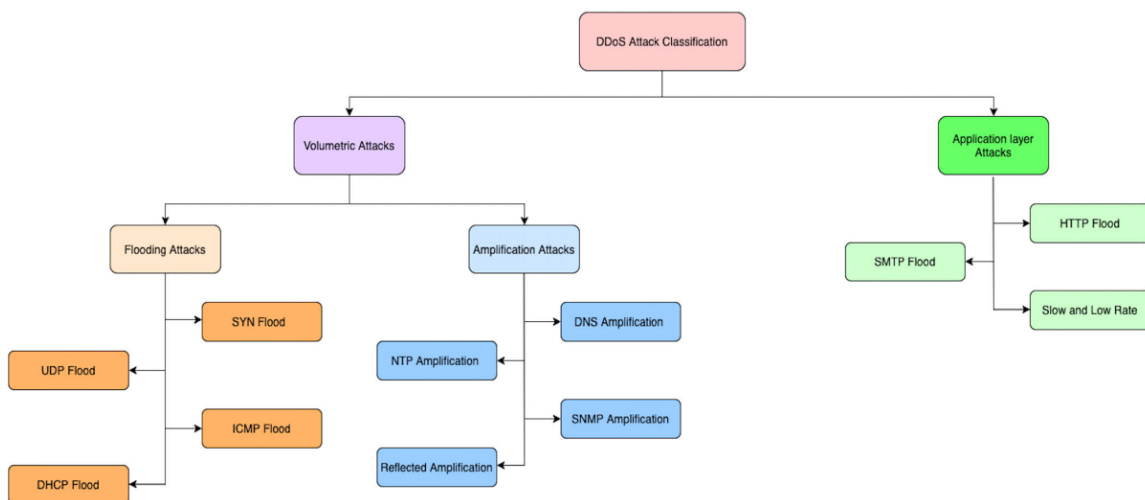 DDoS Attack Classification
Volumetric Attacks
Application layer
Attacks
Flooding Attacks
Amplification Attacks
HTTP Flood
SMTP Flood
SYN Flood
DNS Amplification
Slow and Low Rate
UDP Flood
NTP Amplification
ICMP Flood
SNMP Amplification
DHCP Flood
Reflected Amplification